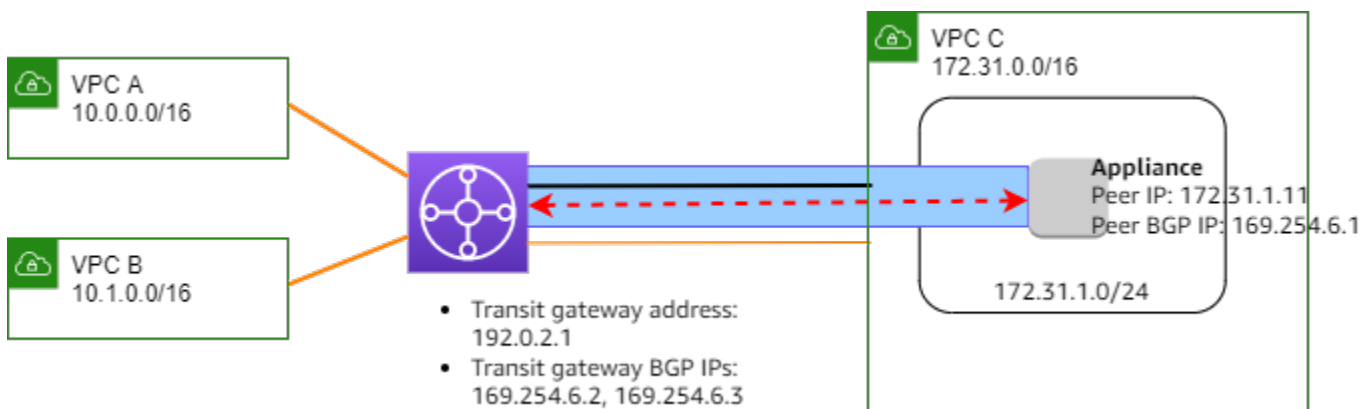 VPC A
10.0.0.0/16
VPC B
10.1.0.0/16
• Transit gateway address:
192.0.2.1
• Transit gateway BGP IPs:
169.254.6.2, 169.254.6.3
VPC C
172.31.0.0/16
Appliance
Peer IP: 172.31.1.11
Peer BGP IP: 169.254.6.1
172.31.1.0/24